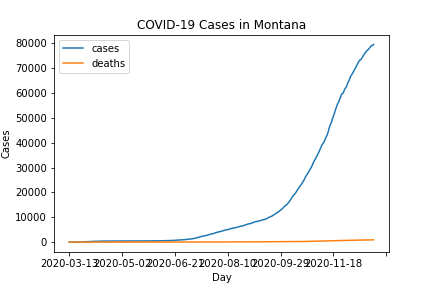 COVID-19 Cases in Montana
cases
deaths
80000
70000
60000
50000
40000
30000
20000
10000
0
Cases
2020-03-13 2020-05-02 2020-06-21 2020-08-10 2020-09-29 2020-11-18
Day